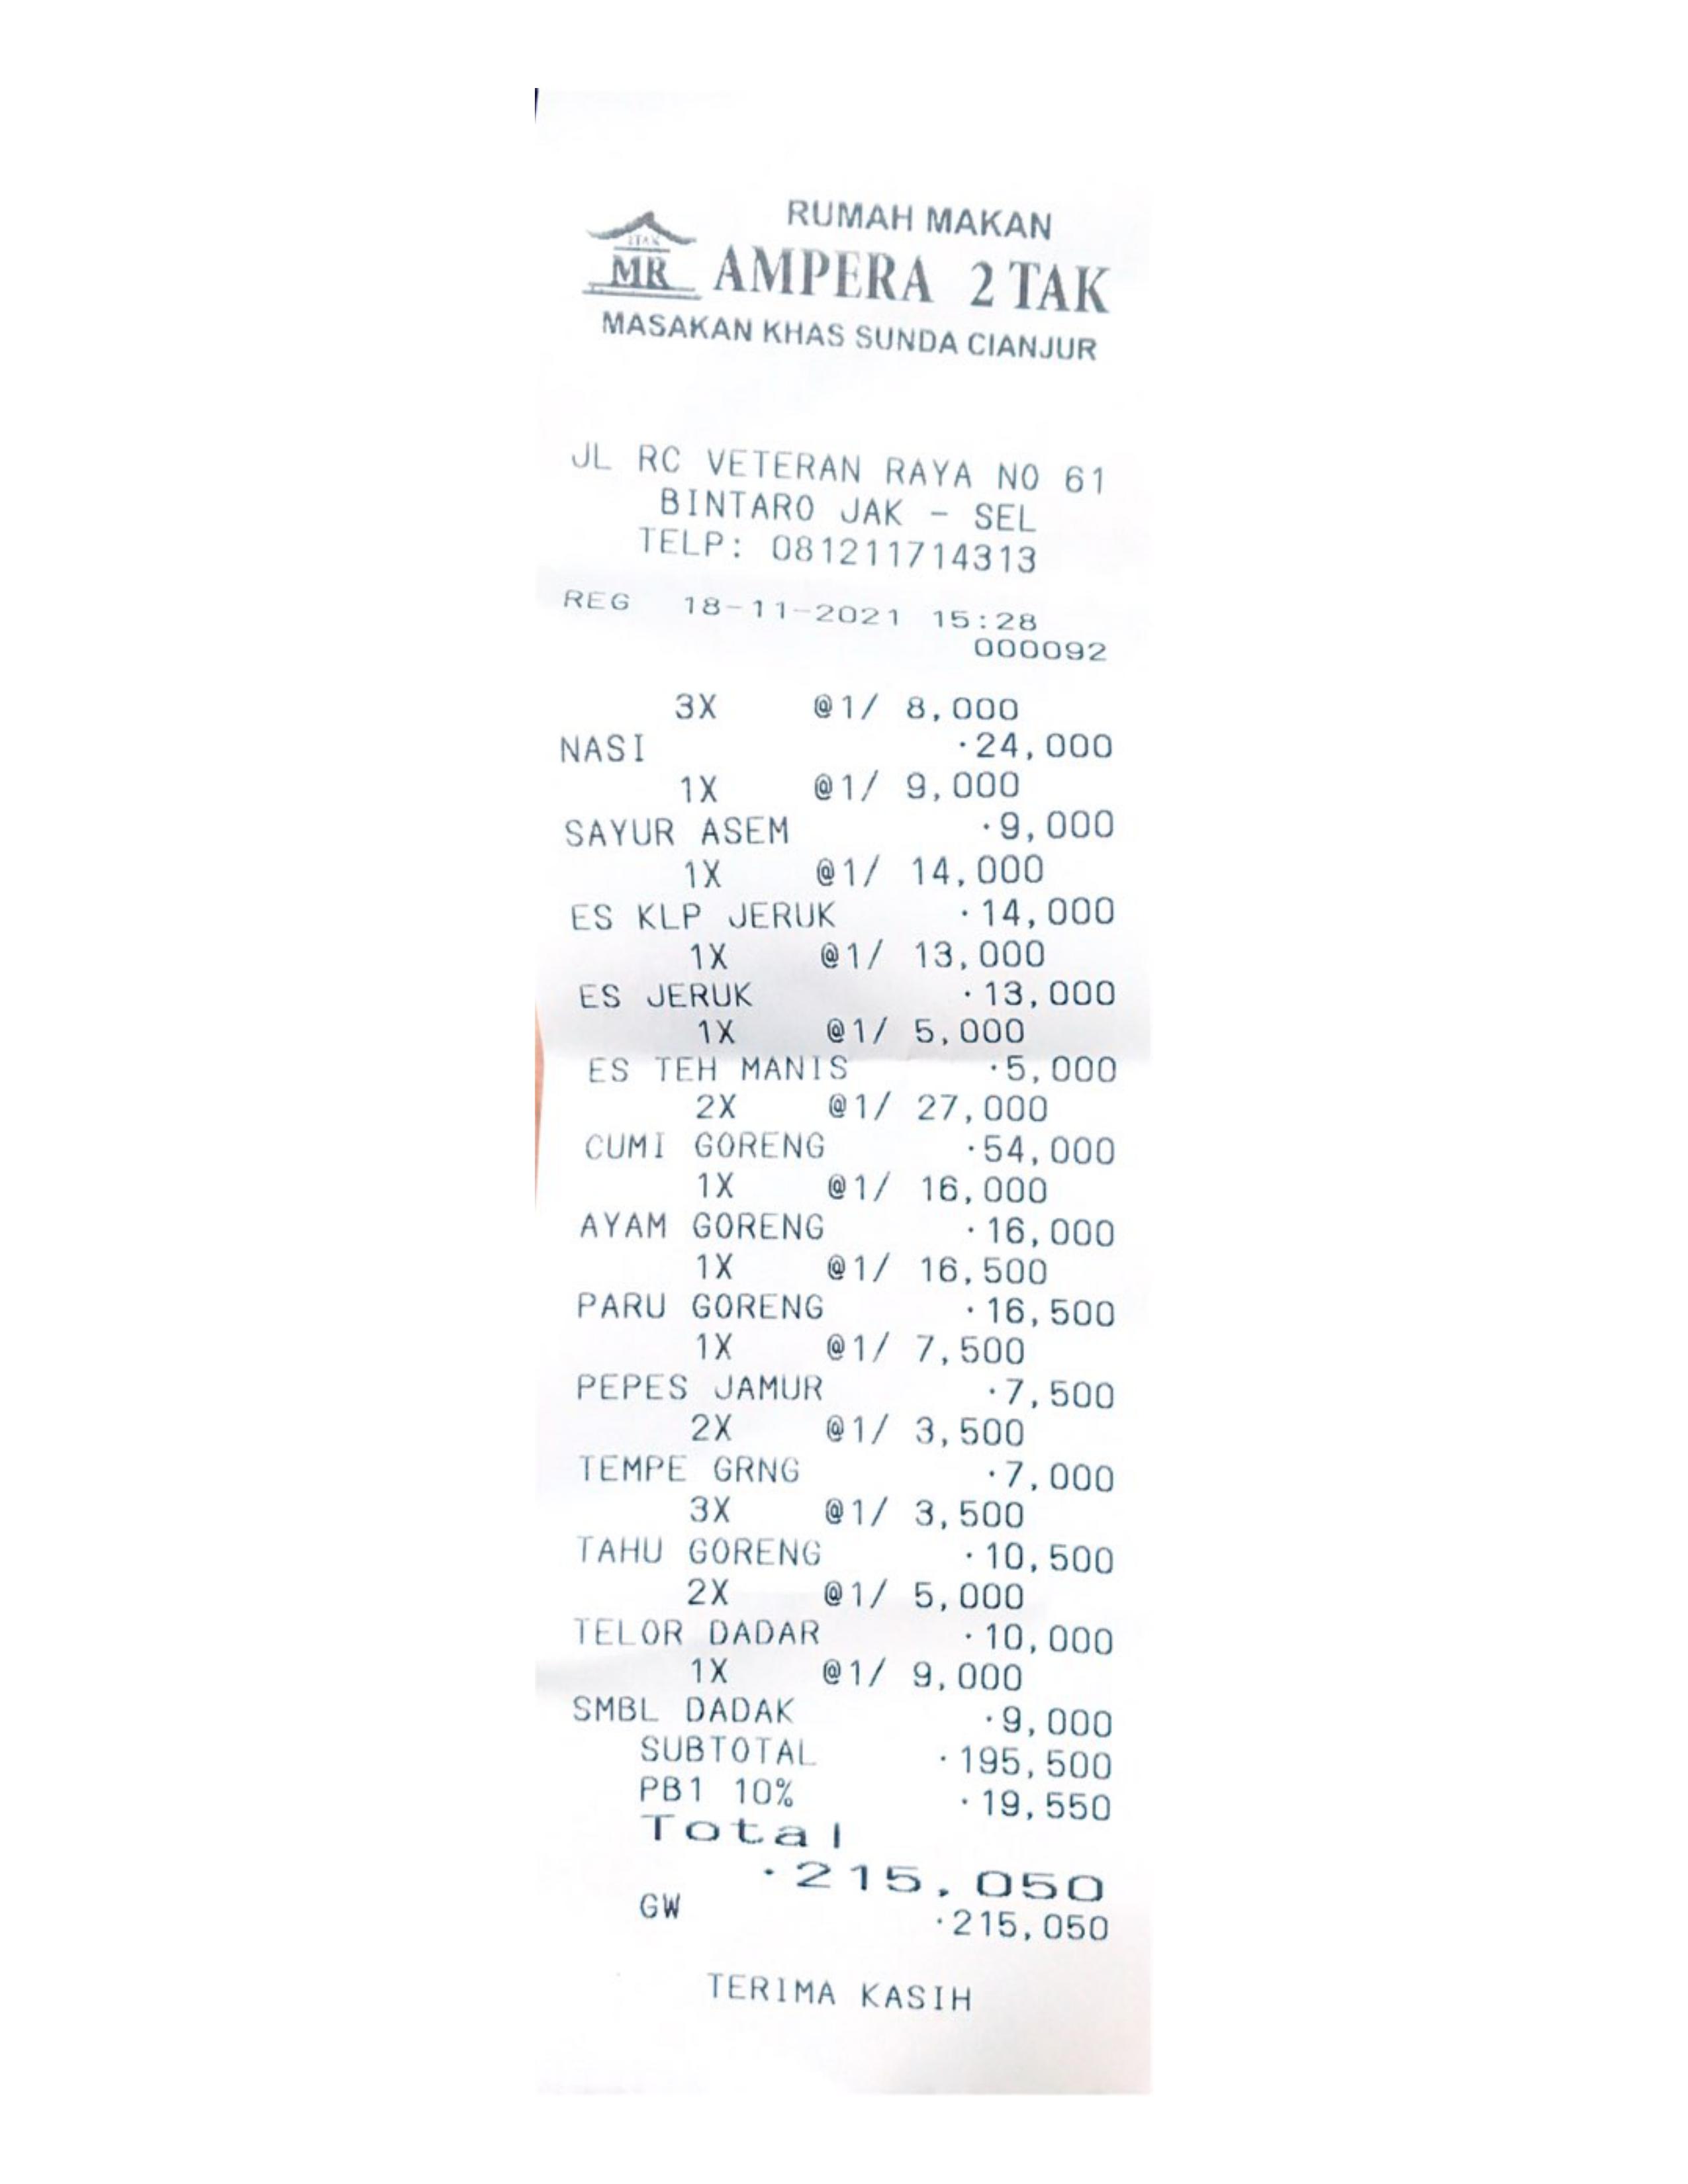 RUMAH MAKAN
2TAK
MR AMPERA 2 TAK
MASAKAN KHAS SUNDA CIANJUR
JL RC VETERAN RAYA NO 61
BINTARO JAK - SEL
TELP: 081211714313
REG 18-11-2021 15:28
000092
3X @1/ 8,000
NASI ·24,000
1X @1/ 9,000
SAYUR ASEM ·9,000
1X @1/ 14,000
ES KLP JERUK ·14,000
1X @1/ 13,000
ES JERUK ·13,000
1X @1/ 5,000
ES TEH MANIS ·5,000
2X @1/ 27,000
CUMI GORENG ·54,000
1X @1/ 16,000
AYAM GORENG ·16,000
1X @1/ 16,500
PARU GORENG ·16,500
1X @1/ 7,500
PEPES JAMUR ·7,500
2X @1/ 3,500
TEMPE GRNG ·7,000
3X @1/ 3,500
TAHU GORENG ·10,500
2X @1/ 5,000
TELOR DADAR ·10,000
1X @1/ 9,000
SMBL DADAK ·9,000
SUBTOTAL ·195,500
PB1 10% ·19,550
Total
·215,050
GW ·215,050
TERIMA KASIH